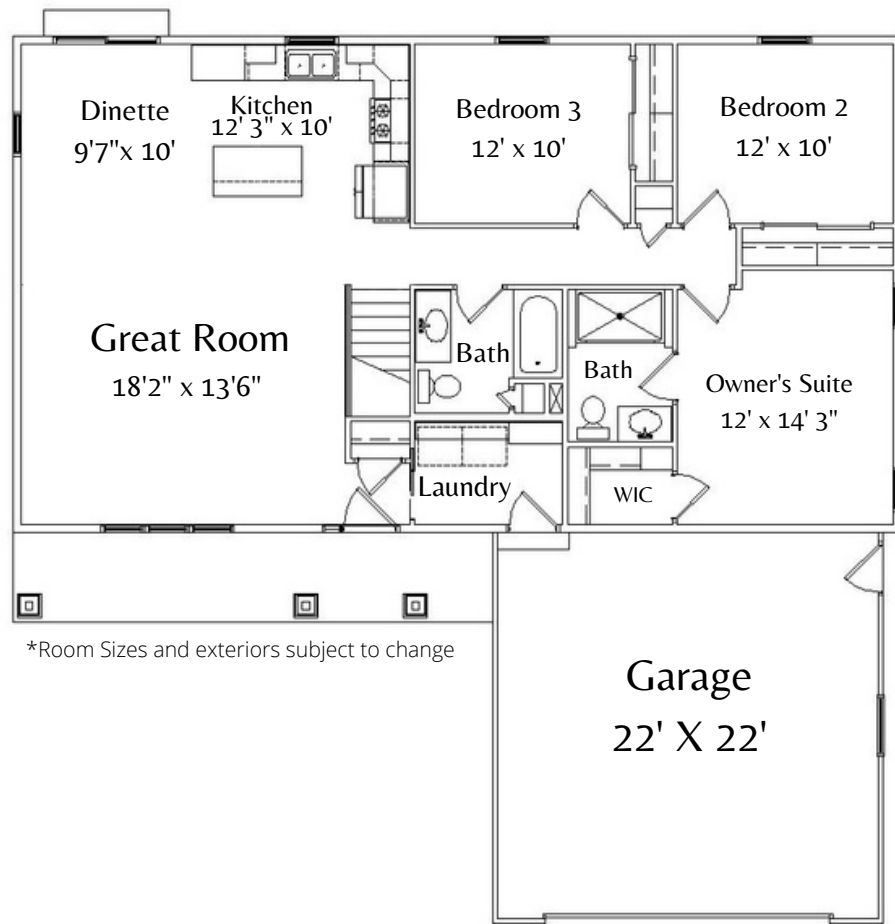 Dinette
9'7"x 10'
Kitchen
12' 3" x 10'
Bedroom 3
12' x 10'
Bedroom 2
12' x 10'
Great Room
18'2" x 13'6"
Bath
Bath
Owner's Suite
12' x 14' 3"
Laundry
WIC
*Room Sizes and exteriors subject to change
Garage
22' X 22'